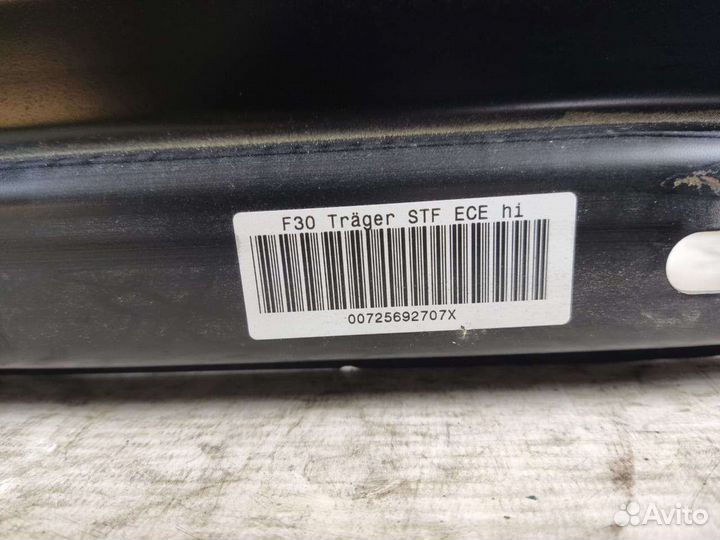 F30 Träger STF ECE hi
00725692707X
Avito